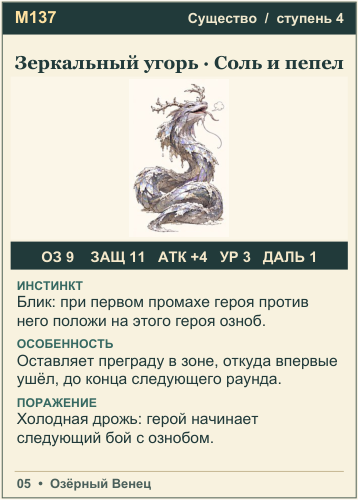 M137 Существо / ступень 4
Зеркальный угорь · Соль и пепел
ОЗ 9 ЗАЩ 11 АТК +4 УР 3 ДАЛЬ 1
ИНСТИНКТ
Блик: при первом промахе героя против
него положи на этого героя озноб.
ОСОБЕННОСТЬ
Оставляет преграду в зоне, откуда впервые
ушёл, до конца следующего раунда.
ПОРАЖЕНИЕ
Холодная дрожь: герой начинает
следующий бой с ознобом.
05 • Озёрный Венец